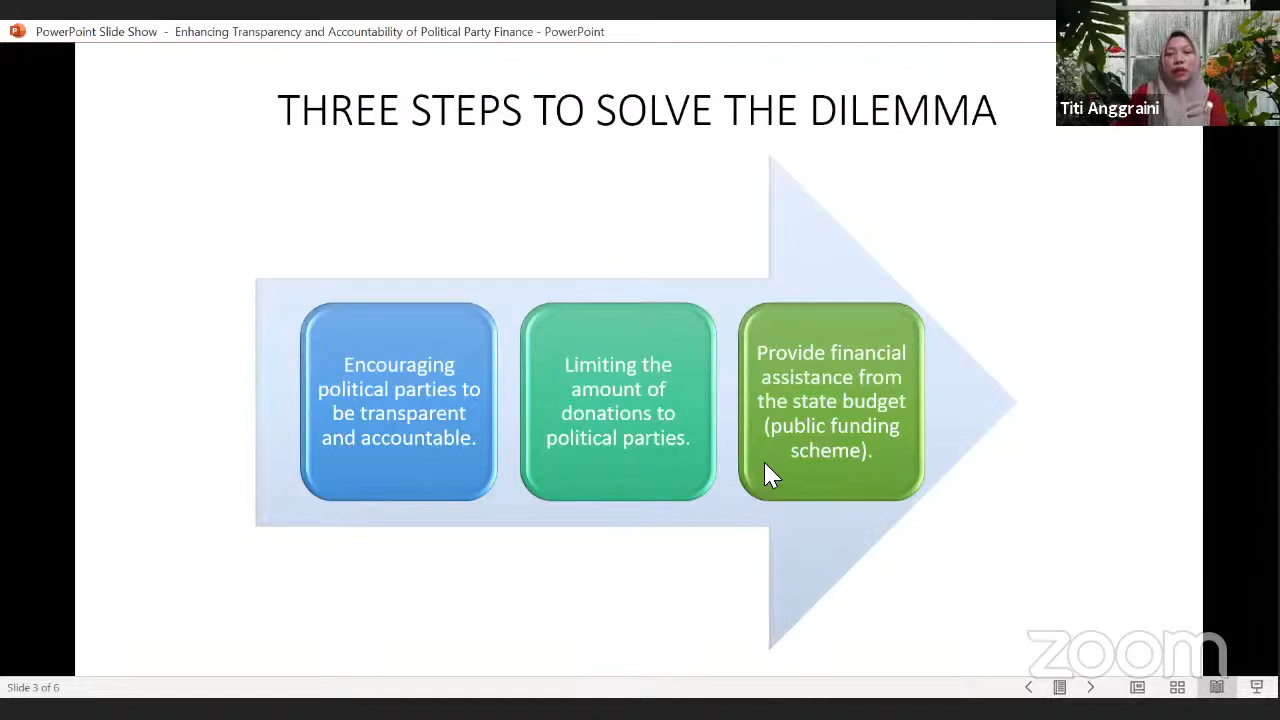 PowerPoint Slide Show - Enhancing Transparency and Accountability of Political Party Finance - PowerPoint
Titi Anggraini
THREE STEPS TO SOLVE THE DILEMMA
Encouraging
political parties to
be transparent
and accountable.
Limiting the
amount of
donations to
political parties.
Provide financial
assistance from
the state budget
(public funding
scheme).
zoom
Slide 3 of 6